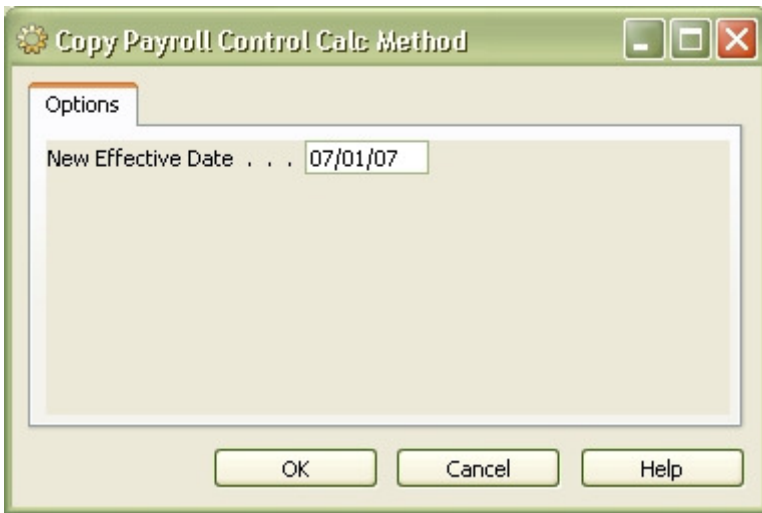 Copy Payroll Control Calc Method
Options
New Effective Date . . . 07/01/07
OK Cancel Help